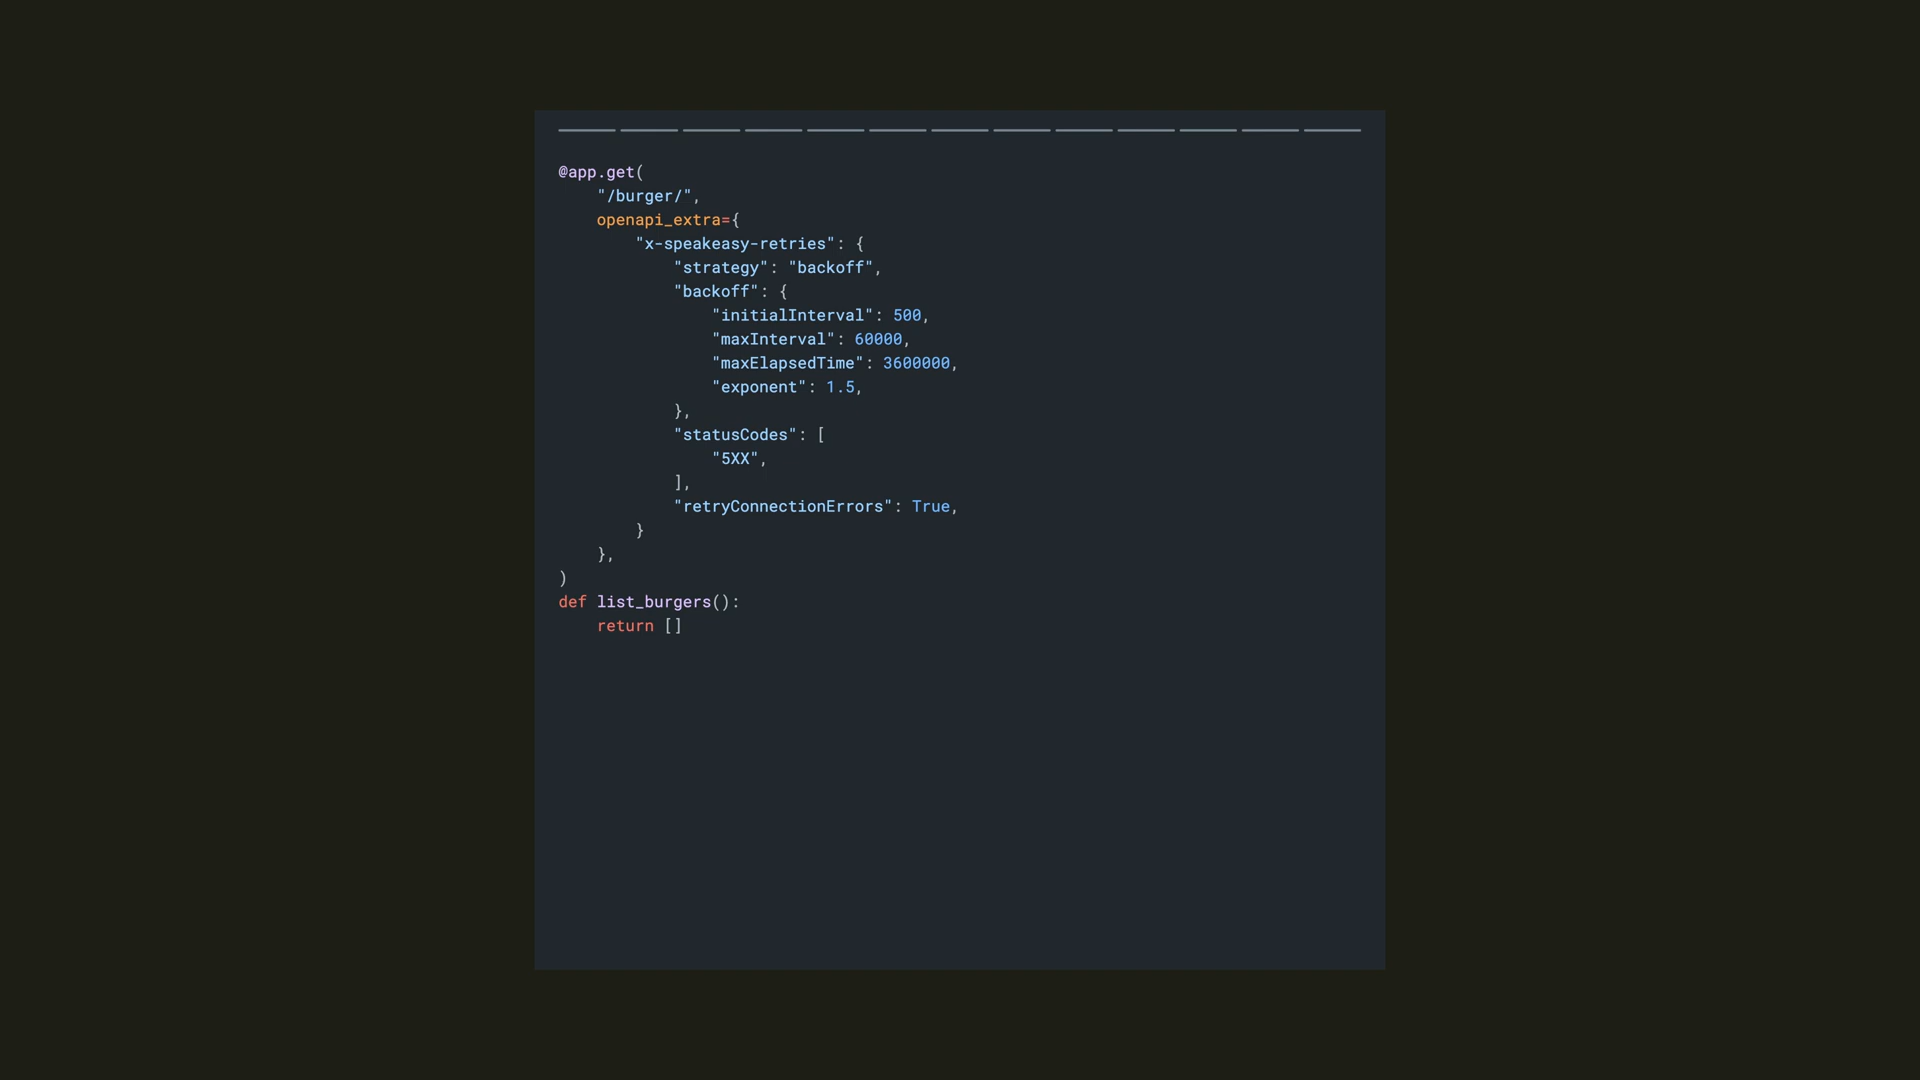 @app.get(
    "/burger/",
    openapi_extra={
        "x-speakeasy-retries": {
            "strategy": "backoff",
            "backoff": {
                "initialInterval": 500,
                "maxInterval": 60000,
                "maxElapsedTime": 3600000,
                "exponent": 1.5,
            },
            "statusCodes": [
                "5XX",
            ],
            "retryConnectionErrors": True,
        }
    },
)
def list_burgers():
    return []